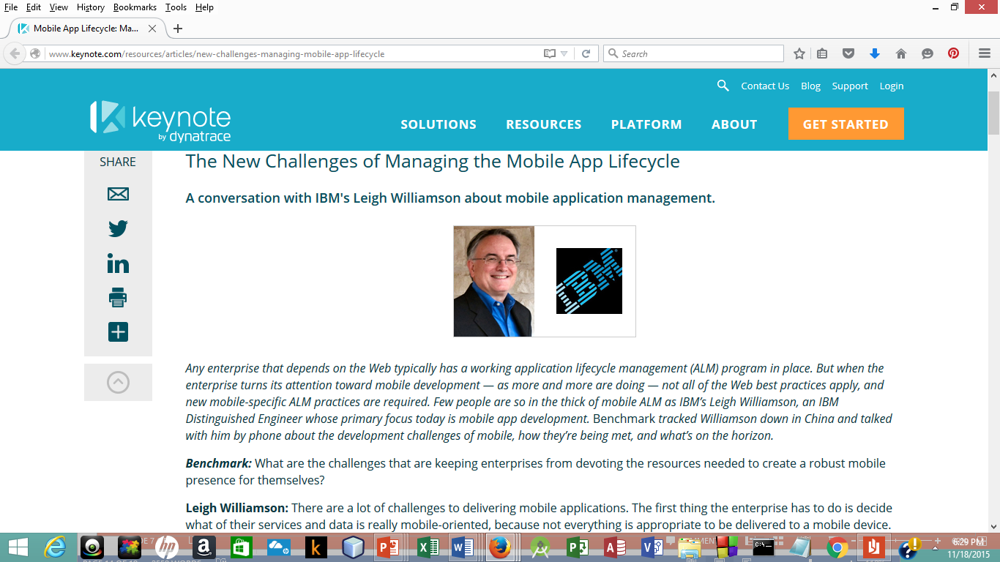 File Edit View History Bookmarks Tools Help
Mobile App Lifecycle: Ma...
www.keynote.com/resources/articles/new-challenges-managing-mobile-app-lifecycle
Search
Contact Us Blog Support Login
keynote
by dynatrace
SOLUTIONS RESOURCES PLATFORM ABOUT GET STARTED
SHARE
The New Challenges of Managing the Mobile App Lifecycle
A conversation with IBM's Leigh Williamson about mobile application management.
IBM
Any enterprise that depends on the Web typically has a working application lifecycle management (ALM) program in place. But when the
enterprise turns its attention toward mobile development — as more and more are doing — not all of the Web best practices apply, and
new mobile-specific ALM practices are required. Few people are so in the thick of mobile ALM as IBM’s Leigh Williamson, an IBM
Distinguished Engineer whose primary focus today is mobile app development. Benchmark tracked Williamson down in China and talked
with him by phone about the development challenges of mobile, how they’re being met, and what’s on the horizon.
Benchmark: What are the challenges that are keeping enterprises from devoting the resources needed to create a robust mobile
presence for themselves?
Leigh Williamson: There are a lot of challenges to delivering mobile applications. The first thing the enterprise has to do is decide
what of their services and data is really mobile-oriented, because not everything is appropriate to be delivered to a mobile device.
6:29 PM
11/18/2015